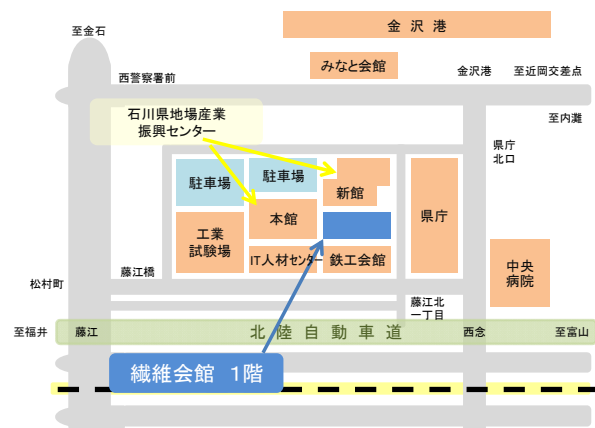 金 沢 港
至金石
みなと会館
西警察署前
金沢港
至近岡交差点
石川県地場産業
振興センター
至内灘
県庁
北口
駐車場
駐車場
新館
本館
工業
試験場
県庁
IT人材センター
鉄工会館
中央
病院
藤江橋
松村町
藤江北
一丁目
至福井
藤江
北 陸 自 動 車 道
西念
至富山
繊維会館 1階